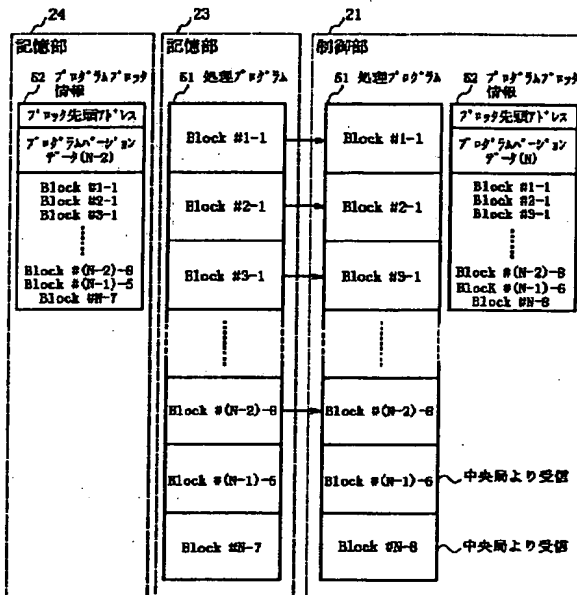 24
記憶部
52 プログラムブロック
情報
ブロック先頭アドレス
プログラムバージョン
データ(N-2)
Block #1-1
Block #2-1
Block #3-1
Block #(N-2)-8
Block #(N-1)-5
Block #N-7
23
記憶部
51 処理プログラム
Block #1-1
Block #2-1
Block #3-1
Block #(N-2)-8
Block #(N-1)-5
Block #N-7
21
制御部
51 処理プログラム
Block #1-1
Block #2-1
Block #3-1
Block #(N-2)-8
Block #(N-1)-6
Block #N-8
中央局より受信
中央局より受信
52 プログラムブロック
情報
ブロック先頭アドレス
プログラムバージョン
データ(N)
Block #1-1
Block #2-1
Block #3-1
Block #(N-2)-8
Block #(N-1)-6
Block #N-8